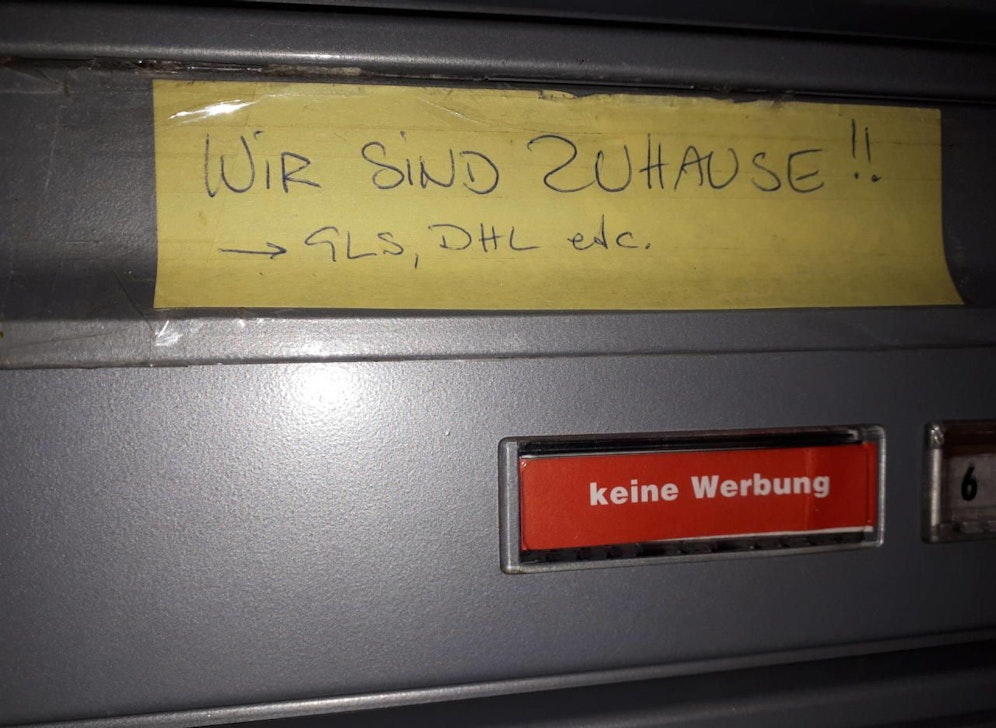 WiR SiND ZUHAUSE !!
→ GLS, DHL etc.
keine Werbung
6